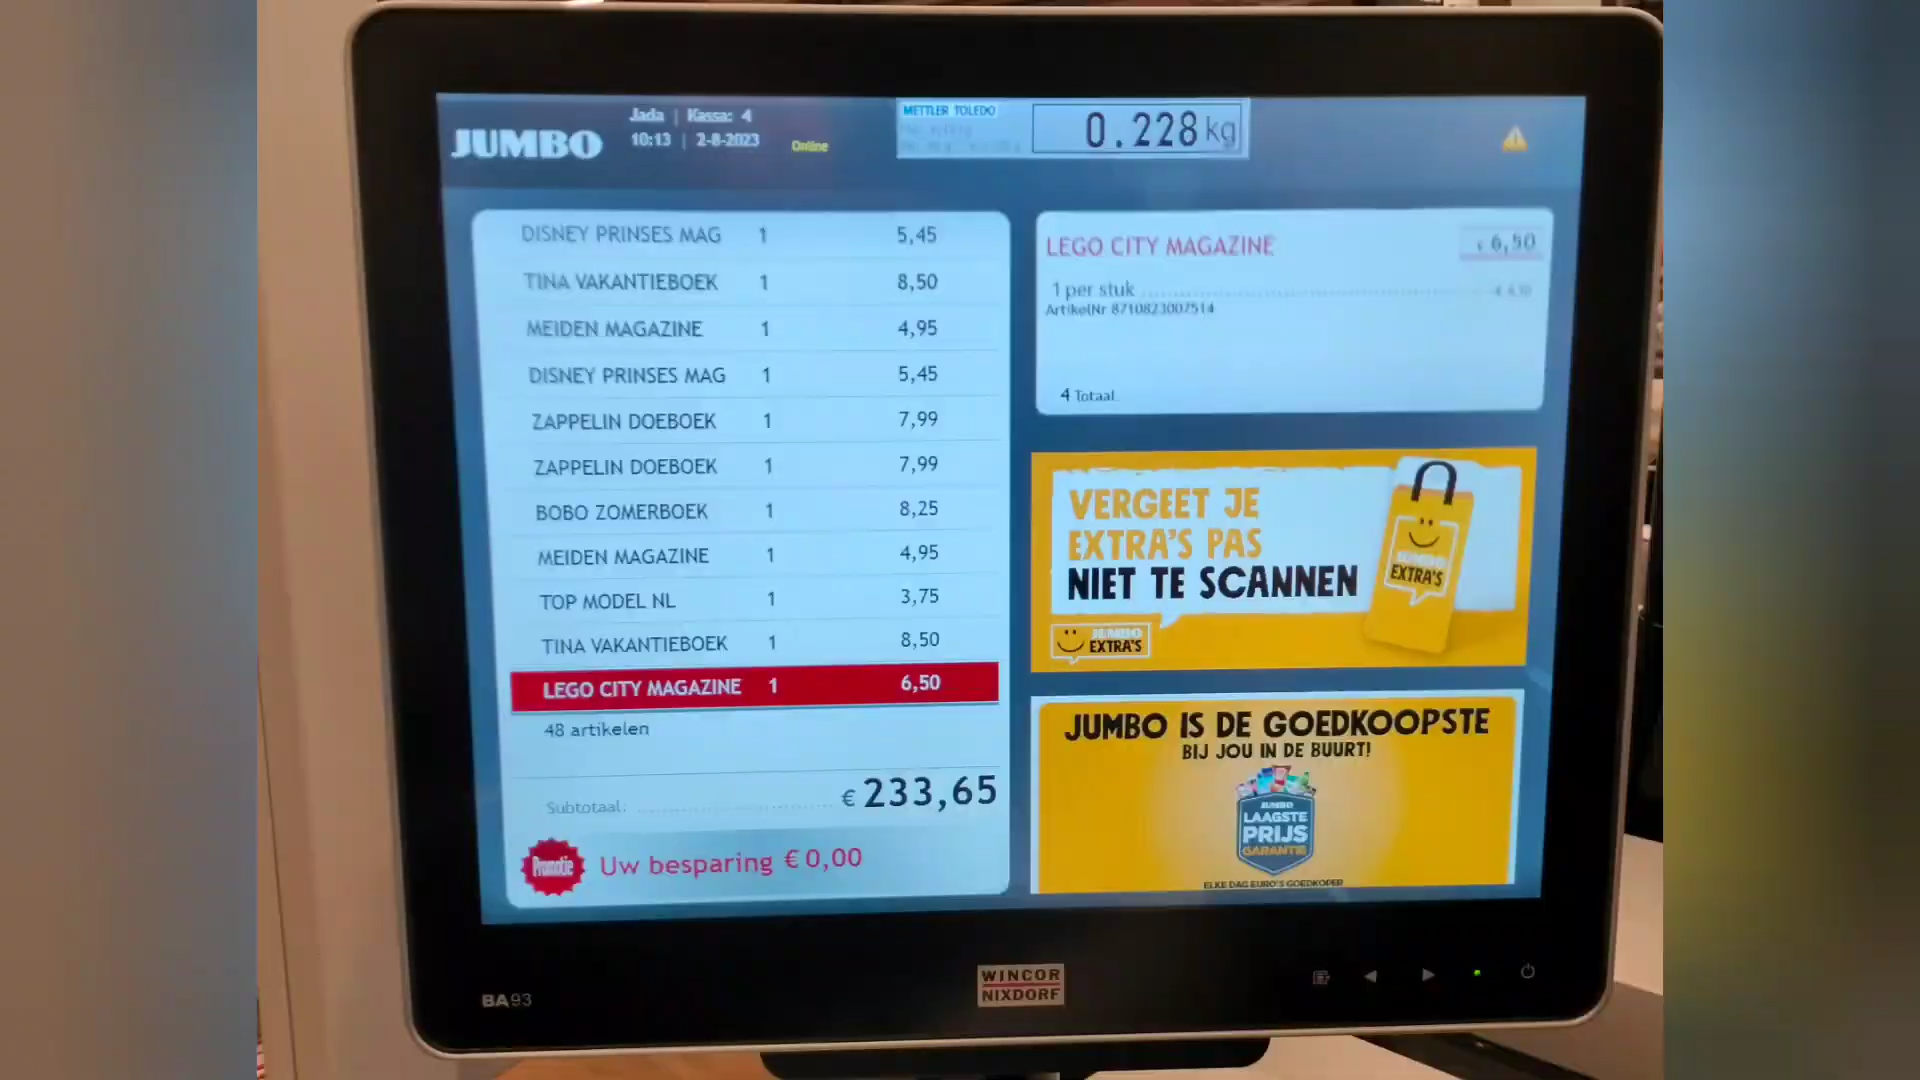 JUMBO
Jada | Kassa: 4
10:13 | 2-8-2023
Online
METTLER TOLEDO
0.228 kg
DISNEY PRINSES MAG 1 5,45
TINA VAKANTIEBOEK 1 8,50
MEIDEN MAGAZINE 1 4,95
DISNEY PRINSES MAG 1 5,45
ZAPPELIN DOEBOEK 1 7,99
ZAPPELIN DOEBOEK 1 7,99
BOBO ZOMERBOEK 1 8,25
MEIDEN MAGAZINE 1 4,95
TOP MODEL NL 1 3,75
TINA VAKANTIEBOEK 1 8,50
LEGO CITY MAGAZINE 1 6,50
48 artikelen
Subtotaal: € 233,65
Promotie
Uw besparing € 0,00
LEGO CITY MAGAZINE € 6,50
1 per stuk
ArtikelNr 8710823007514
4 Totaal
VERGEET JE
EXTRA'S PAS
NIET TE SCANNEN
JUMBO
EXTRA'S
JUMBO
EXTRA'S
JUMBO IS DE GOEDKOOPSTE
BIJ JOU IN DE BUURT!
JUMBO
LAAGSTE
PRIJS
GARANTIE
ELKE DAG EURO'S GOEDKOPER
BA93
WINCOR
NIXDORF